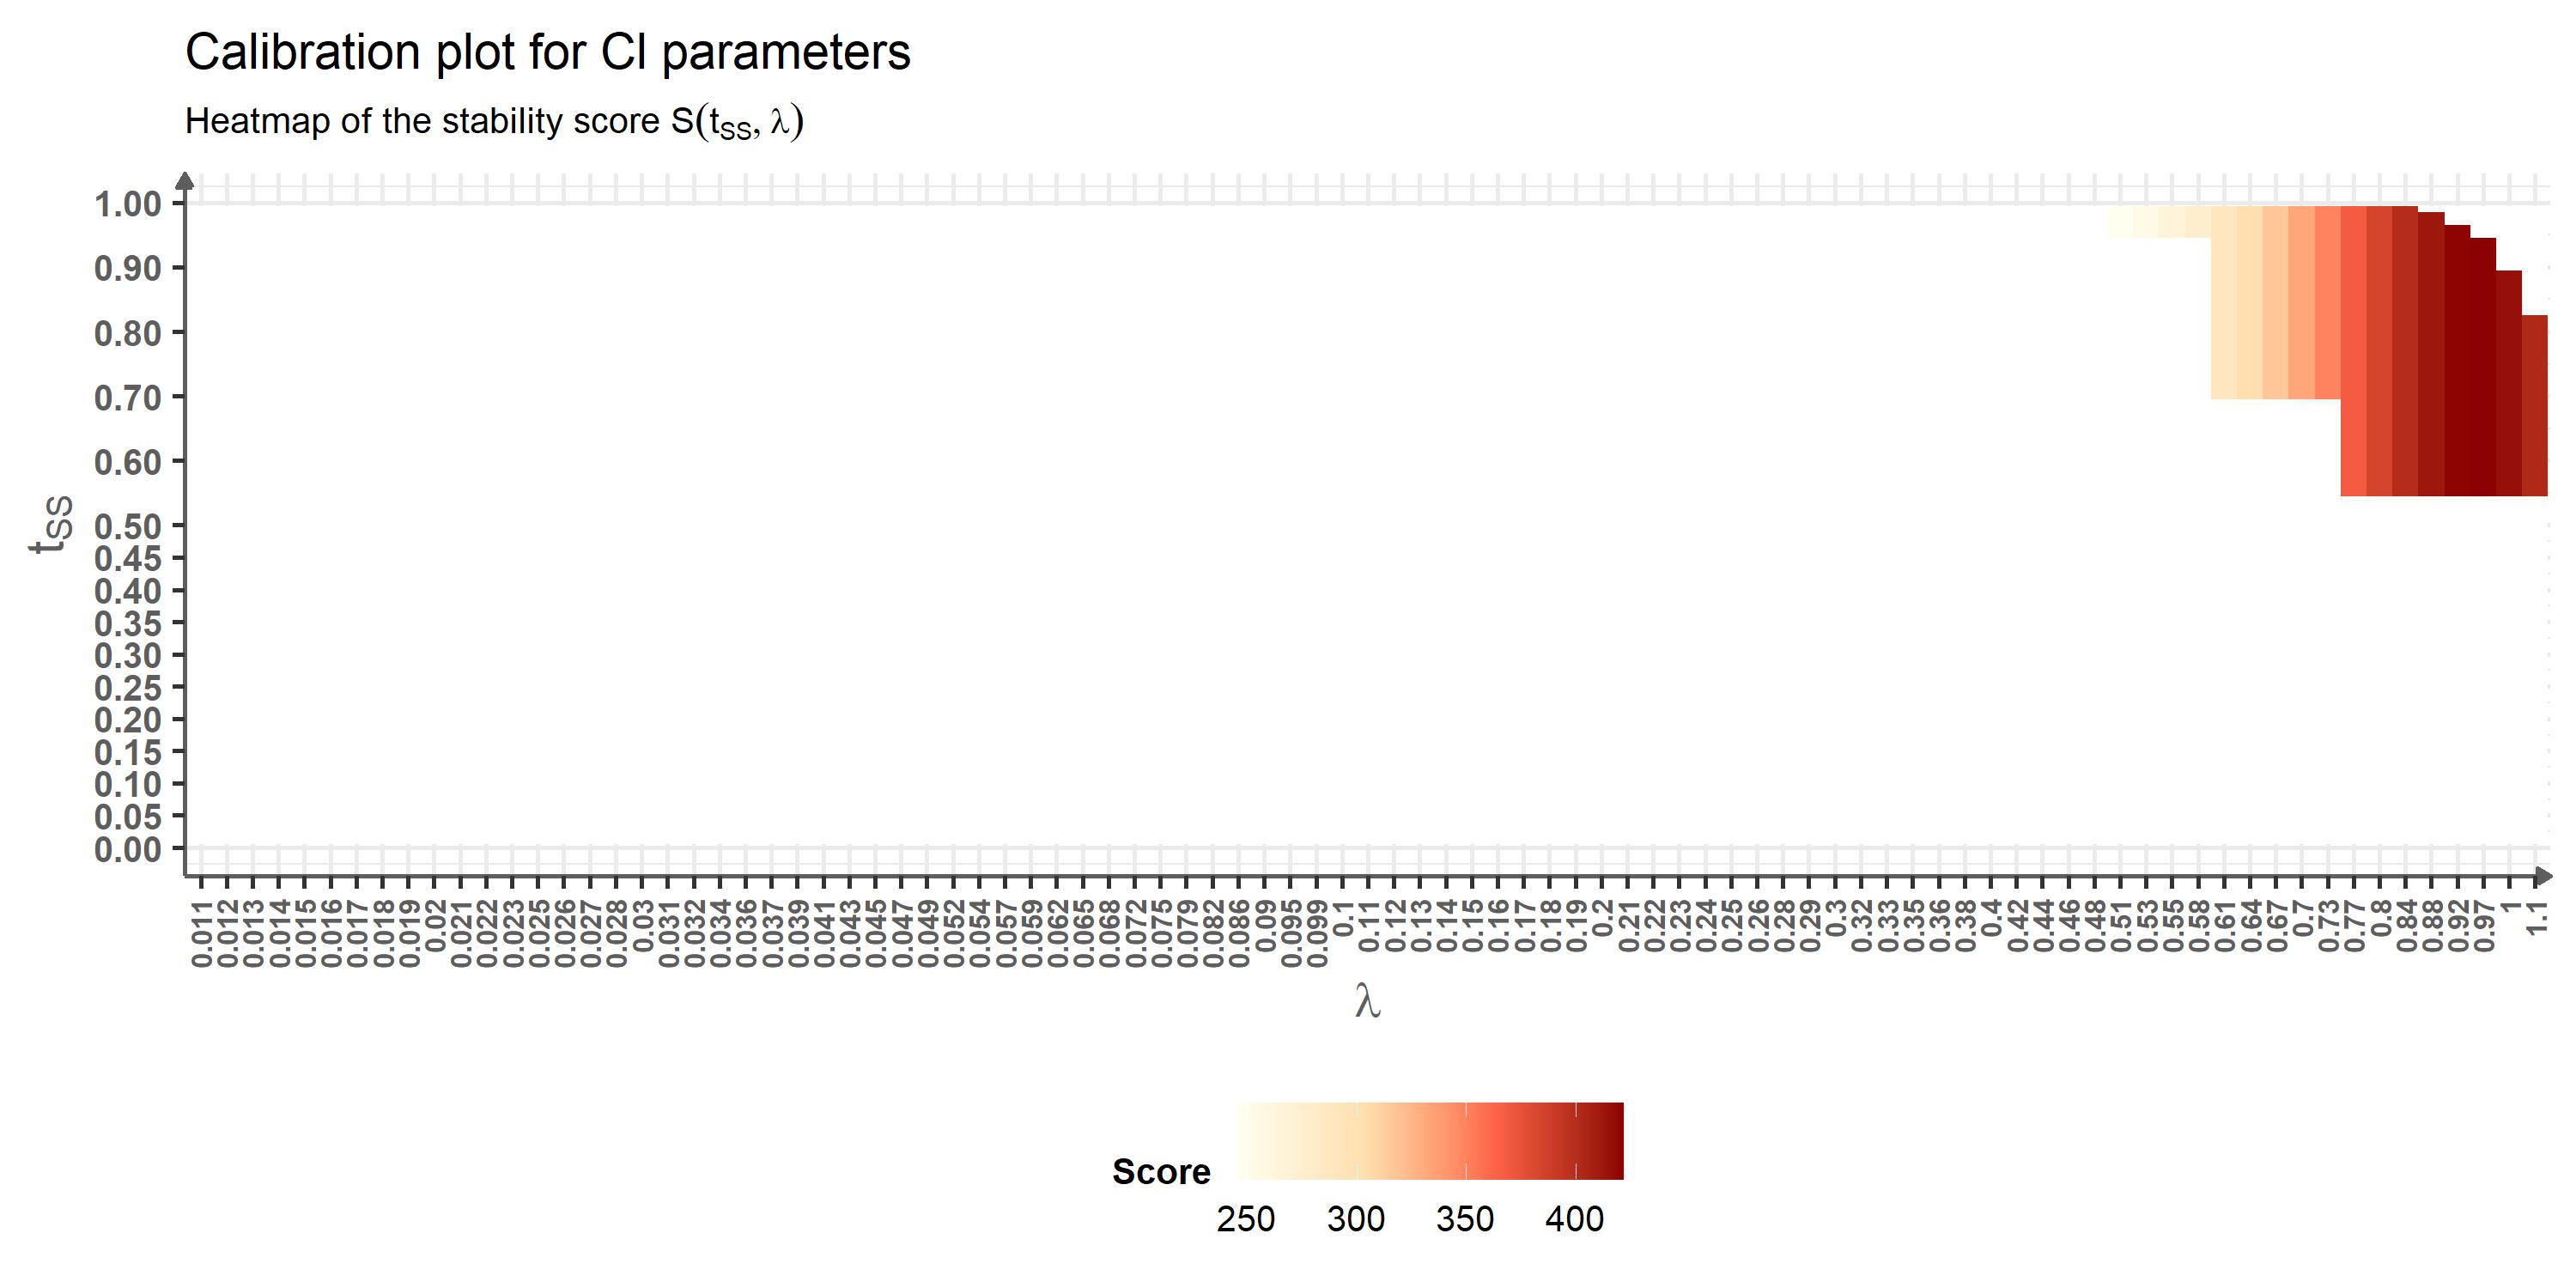 Calibration plot for CI parameters
Heatmap of the stability score S(tSS, λ)
1.00
0.90
0.80
0.70
0.60
0.50
0.45
0.40
0.35
0.30
0.25
0.20
0.15
0.10
0.05
0.00
tSS
0.011 0.012 0.013 0.014 0.015 0.016 0.017 0.018 0.019 0.02 0.021 0.022 0.023 0.025 0.026 0.027 0.028 0.03 0.031 0.032 0.034 0.036 0.037 0.039 0.041 0.043 0.045 0.047 0.049 0.052 0.054 0.057 0.059 0.062 0.065 0.068 0.072 0.075 0.079 0.082 0.086 0.09 0.095 0.099 0.1 0.11 0.12 0.13 0.14 0.15 0.16 0.17 0.18 0.19 0.2 0.21 0.22 0.23 0.24 0.25 0.26 0.28 0.29 0.3 0.32 0.33 0.35 0.36 0.38 0.4 0.42 0.44 0.46 0.48 0.51 0.53 0.55 0.58 0.61 0.64 0.67 0.7 0.73 0.77 0.8 0.84 0.88 0.92 0.97 1 1.1
λ
Score
250 300 350 400